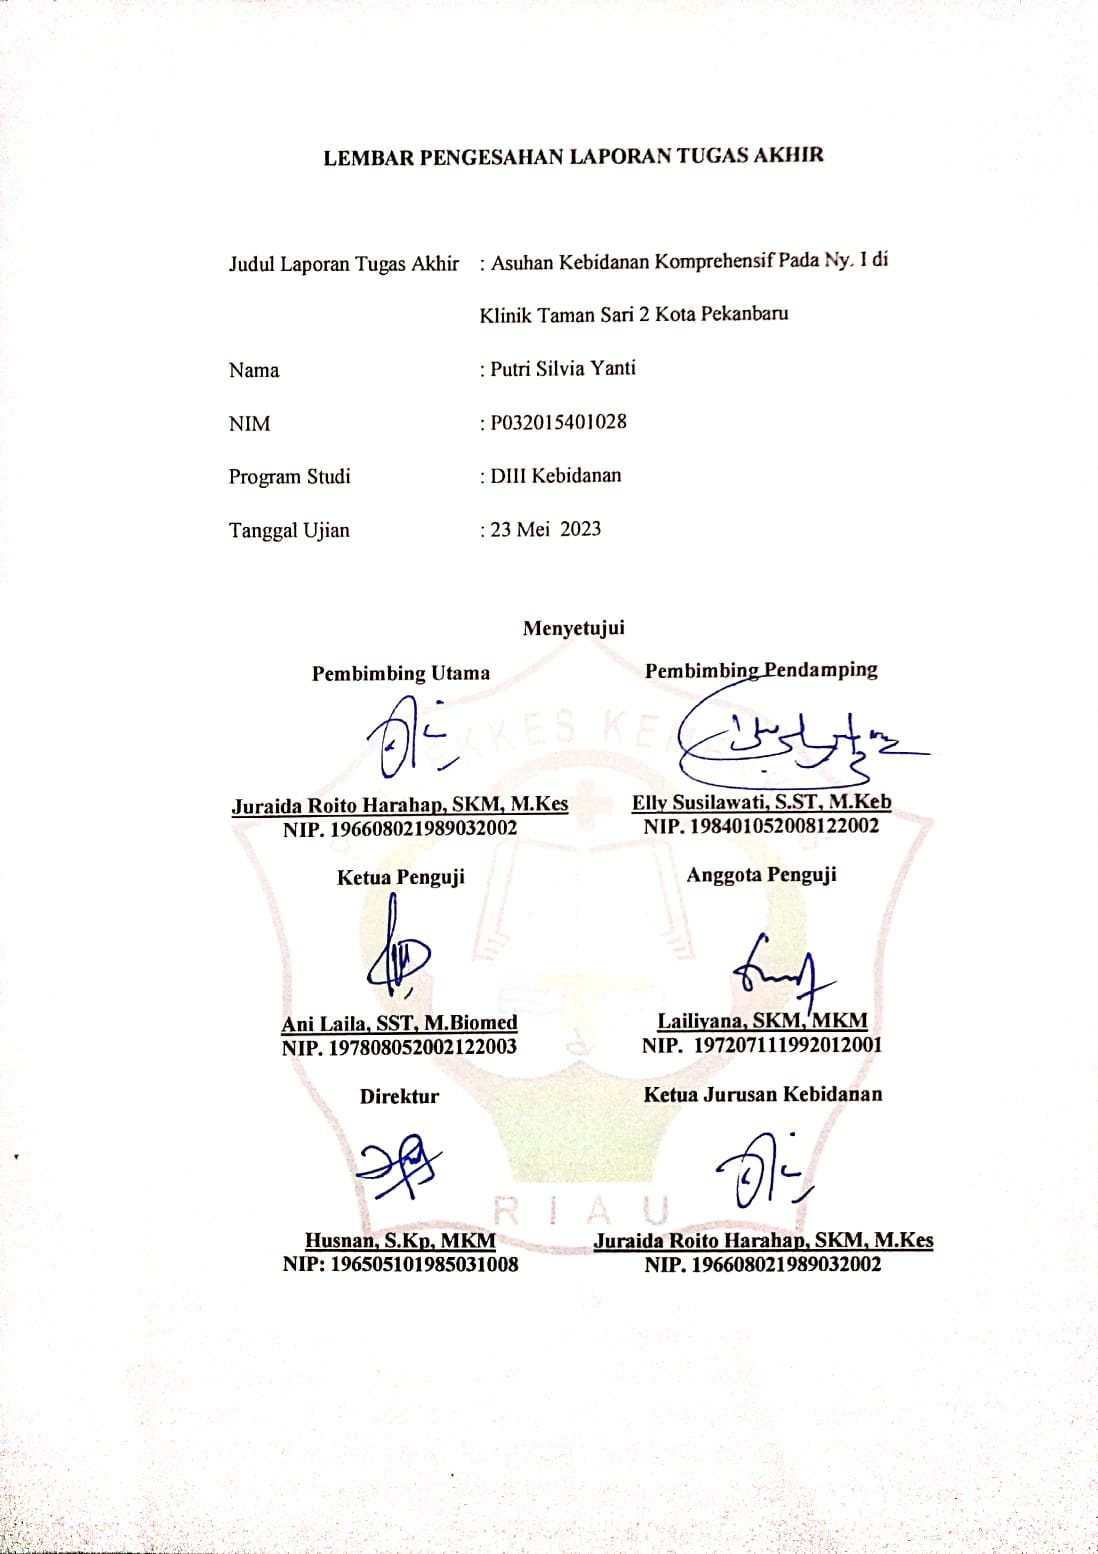 LEMBAR PENGESAHAN LAPORAN TUGAS AKHIR
Judul Laporan Tugas Akhir : Asuhan Kebidanan Komprehensif Pada Ny. I di
Klinik Taman Sari 2 Kota Pekanbaru
Nama : Putri Silvia Yanti
NIM : P032015401028
Program Studi : DIII Kebidanan
Tanggal Ujian : 23 Mei 2023
Menyetujui
Pembimbing Utama Pembimbing Pendamping
Juraida Roito Harahap, SKM, M.Kes Elly Susilawati, S.ST, M.Keb
NIP. 196608021989032002 NIP. 198401052008122002
Ketua Penguji Anggota Penguji
Ani Laila, SST, M.Biomed Lailiyana, SKM, MKM
NIP. 197808052002122003 NIP. 197207111992012001
Direktur Ketua Jurusan Kebidanan
RIAU
Husnan, S.Kp, MKM Juraida Roito Harahap, SKM, M.Kes
NIP: 196505101985031008 NIP. 196608021989032002